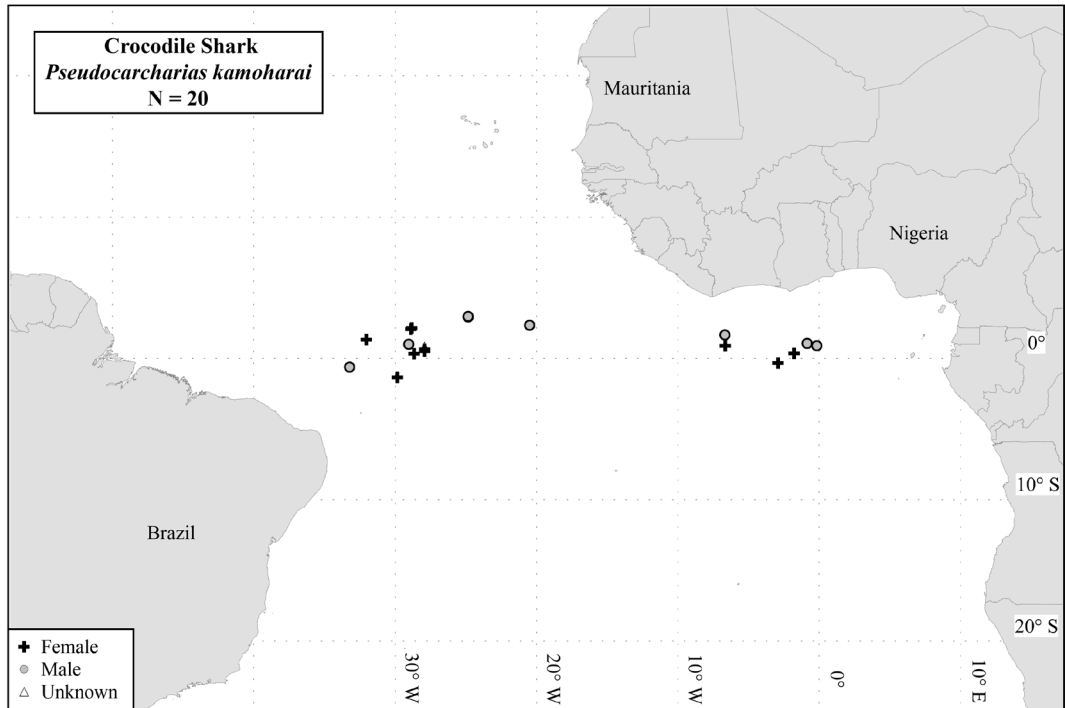 Crocodile Shark
Pseudocarcharias kamoharai
N = 20
Mauritania
Nigeria
0°
10° S
Brazil
20° S
Female
Male
Unknown
30° W
20° W
10° W
0°
10° E